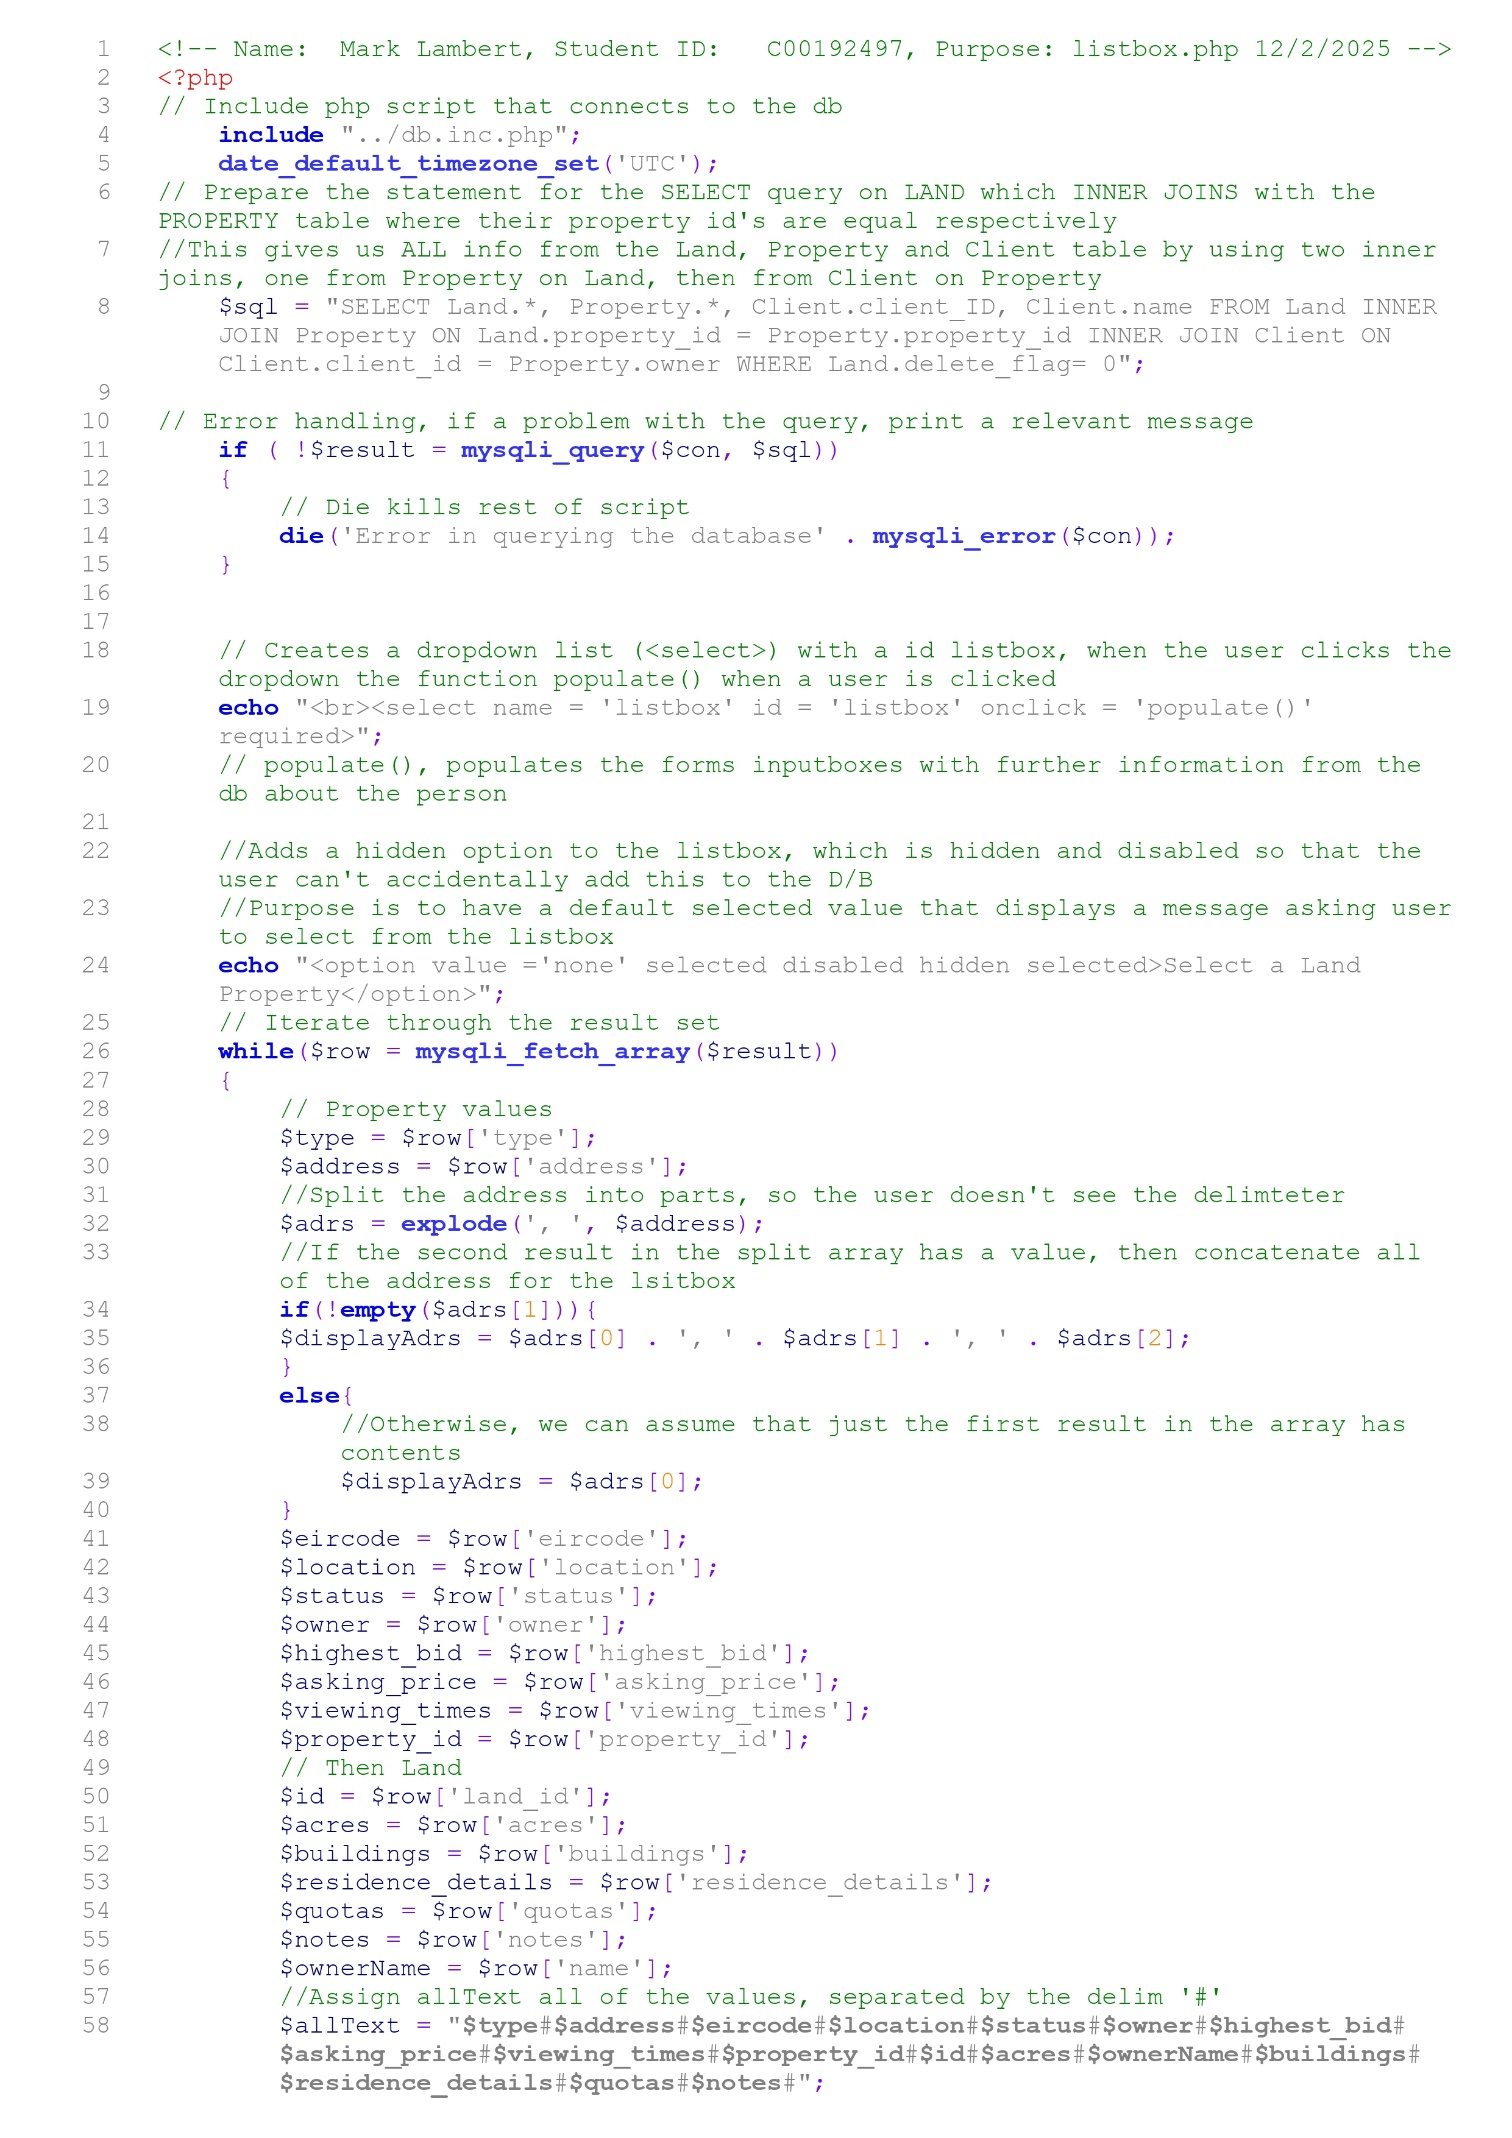 1 <!-- Name:  Mark Lambert, Student ID:   C00192497, Purpose: listbox.php 12/2/2025 -->
2 <?php
3 // Include php script that connects to the db
4     include "../db.inc.php";
5     date_default_timezone_set('UTC');
6 // Prepare the statement for the SELECT query on LAND which INNER JOINS with the
PROPERTY table where their property id's are equal respectively
7 //This gives us ALL info from the Land, Property and Client table by using two inner
joins, one from Property on Land, then from Client on Property
8     $sql = "SELECT Land.*, Property.*, Client.client_ID, Client.name FROM Land INNER
JOIN Property ON Land.property_id = Property.property_id INNER JOIN Client ON
Client.client_id = Property.owner WHERE Land.delete_flag= 0";
9
10 // Error handling, if a problem with the query, print a relevant message
11     if ( !$result = mysqli_query($con, $sql))
12     {
13         // Die kills rest of script
14         die('Error in querying the database' . mysqli_error($con));
15     }
16
17
18     // Creates a dropdown list (<select>) with a id listbox, when the user clicks the
dropdown the function populate() when a user is clicked
19     echo "<br><select name = 'listbox' id = 'listbox' onclick = 'populate()'
required>";
20     // populate(), populates the forms inputboxes with further information from the
db about the person
21
22     //Adds a hidden option to the listbox, which is hidden and disabled so that the
user can't accidentally add this to the D/B
23     //Purpose is to have a default selected value that displays a message asking user
to select from the listbox
24     echo "<option value ='none' selected disabled hidden selected>Select a Land
Property</option>";
25     // Iterate through the result set
26     while($row = mysqli_fetch_array($result))
27     {
28         // Property values
29         $type = $row['type'];
30         $address = $row['address'];
31         //Split the address into parts, so the user doesn't see the delimteter
32         $adrs = explode(', ', $address);
33         //If the second result in the split array has a value, then concatenate all
of the address for the lsitbox
34         if(!empty($adrs[1])){
35         $displayAdrs = $adrs[0] . ', ' . $adrs[1] . ', ' . $adrs[2];
36         }
37         else{
38             //Otherwise, we can assume that just the first result in the array has
contents
39             $displayAdrs = $adrs[0];
40         }
41         $eircode = $row['eircode'];
42         $location = $row['location'];
43         $status = $row['status'];
44         $owner = $row['owner'];
45         $highest_bid = $row['highest_bid'];
46         $asking_price = $row['asking_price'];
47         $viewing_times = $row['viewing_times'];
48         $property_id = $row['property_id'];
49         // Then Land
50         $id = $row['land_id'];
51         $acres = $row['acres'];
52         $buildings = $row['buildings'];
53         $residence_details = $row['residence_details'];
54         $quotas = $row['quotas'];
55         $notes = $row['notes'];
56         $ownerName = $row['name'];
57         //Assign allText all of the values, separated by the delim '#'
58         $allText = "$type#$address#$eircode#$location#$status#$owner#$highest_bid#
$asking_price#$viewing_times#$property_id#$id#$acres#$ownerName#$buildings#
$residence_details#$quotas#$notes#";